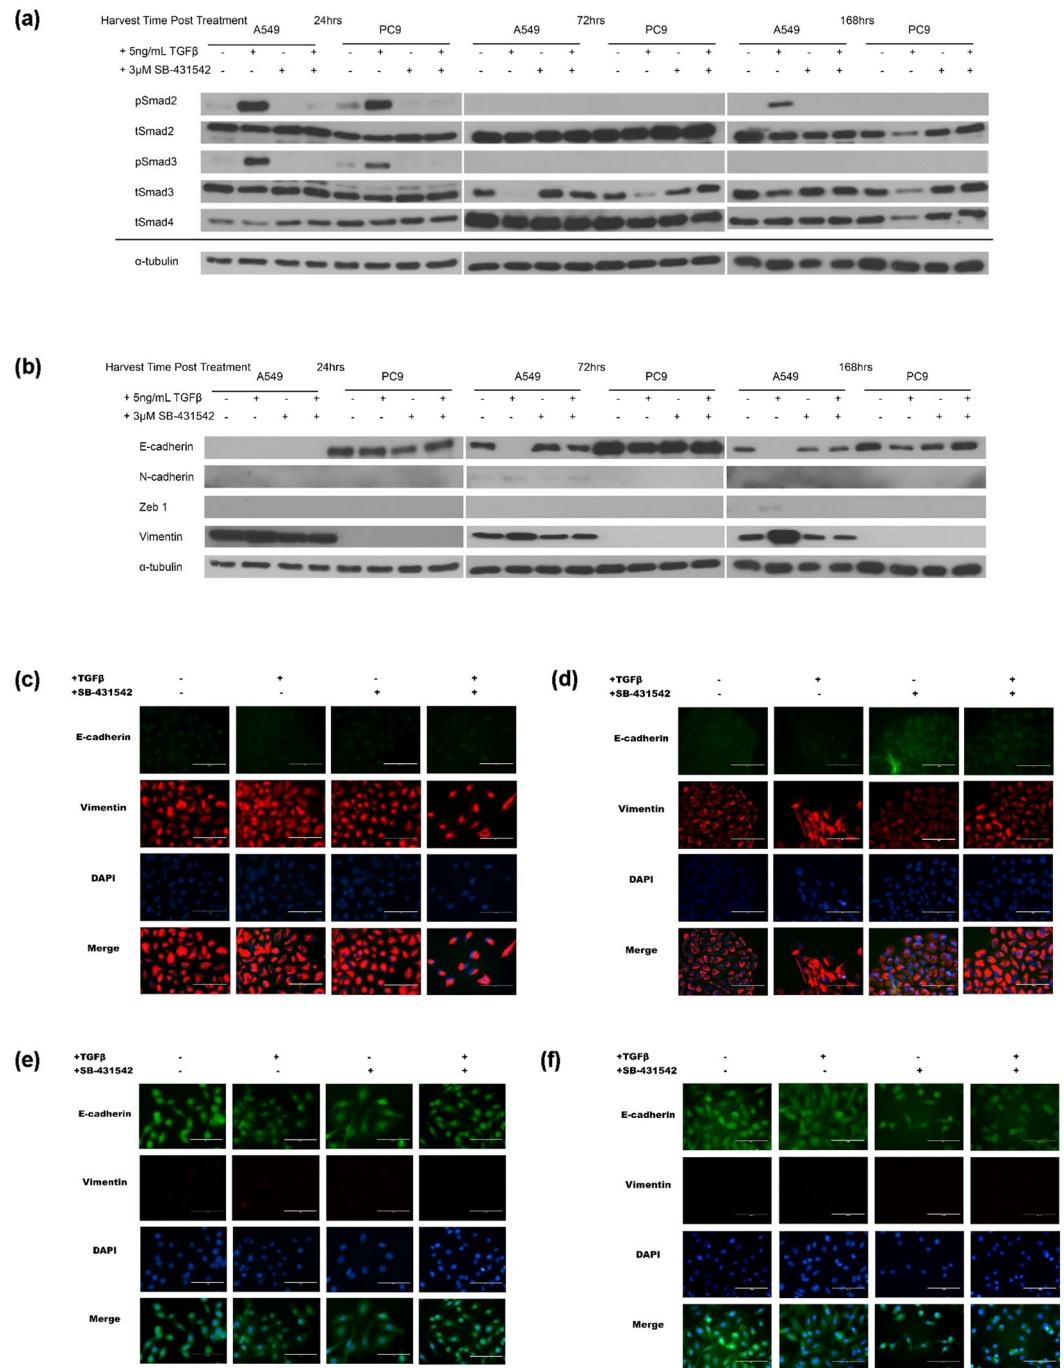 (a)
Harvest Time Post Treatment 24hrs 72hrs 168hrs
A549 PC9 A549 PC9 A549 PC9
+ 5ng/mL TGFβ - + - + - + - + - + - + - + - + - + - + - + - +
+ 3μM SB-431542 - - + + - - + + - - + + - - + + - - + + - - + +
pSmad2
tSmad2
pSmad3
tSmad3
tSmad4
α-tubulin
(b)
Harvest Time Post Treatment 24hrs 72hrs 168hrs
A549 PC9 A549 PC9 A549 PC9
+ 5ng/mL TGFβ - + - + - + - + - + - + - + - + - + - + - + - +
+ 3μM SB-431542 - - + + - - + + - - + + - - + + - - + + - - + +
E-cadherin
N-cadherin
Zeb 1
Vimentin
α-tubulin
(c)
+TGFβ - + - +
+SB-431542 - - + +
E-cadherin
Vimentin
DAPI
Merge
(d)
+TGFβ - + - +
+SB-431542 - - + +
E-cadherin
Vimentin
DAPI
Merge
(e)
+TGFβ - + - +
+SB-431542 - - + +
E-cadherin
Vimentin
DAPI
Merge
(f)
+TGFβ - + - +
+SB-431542 - - + +
E-cadherin
Vimentin
DAPI
Merge